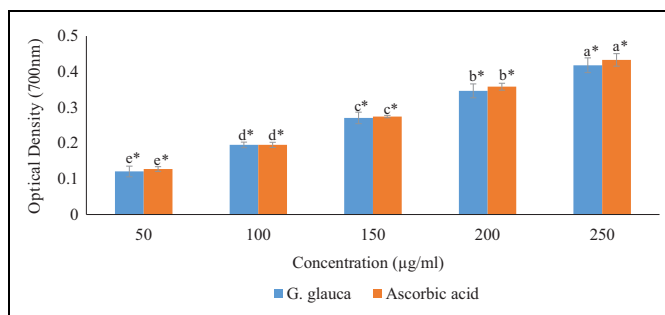 0.5
0.4
0.3
0.2
0.1
0
Optical Density (700nm)
e* e* d* d* c* c* b* b* a* a*
50 100 150 200 250
Concentration (µg/ml)
G. glauca Ascorbic acid